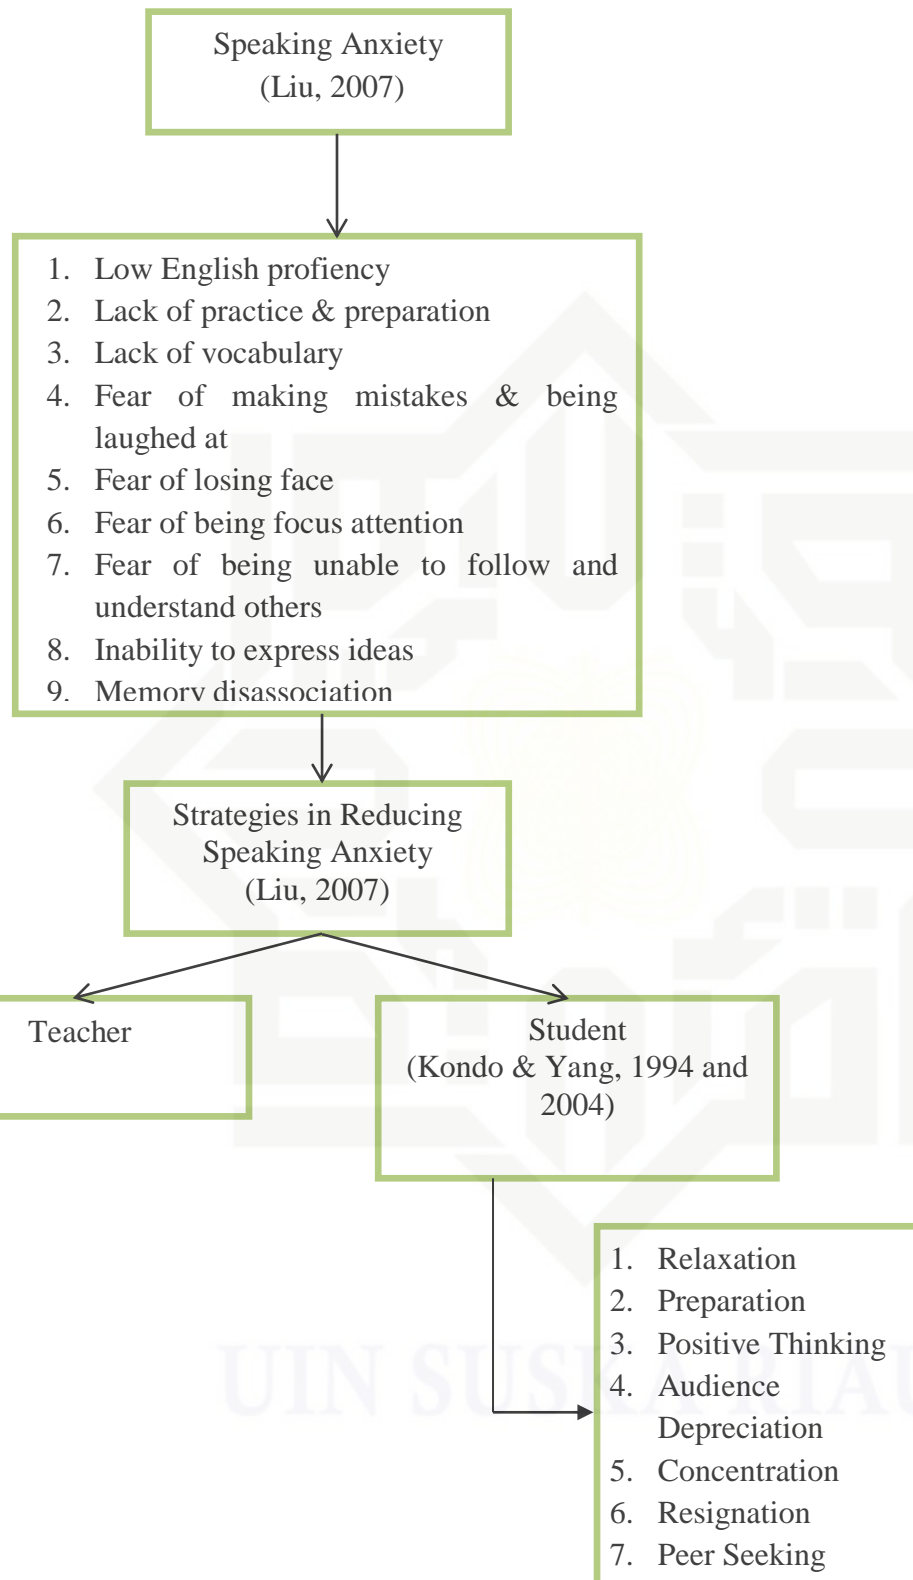 Speaking Anxiety
(Liu, 2007)
1. Low English profiency
2. Lack of practice & preparation
3. Lack of vocabulary
4. Fear of making mistakes & being
laughed at
5. Fear of losing face
6. Fear of being focus attention
7. Fear of being unable to follow and
understand others
8. Inability to express ideas
9. Memory disassociation
Strategies in Reducing
Speaking Anxiety
(Liu, 2007)
Teacher
Student
(Kondo & Yang, 1994 and
2004)
1. Relaxation
2. Preparation
3. Positive Thinking
4. Audience
Depreciation
5. Concentration
6. Resignation
7. Peer Seeking
UIN SUSKA RIAU